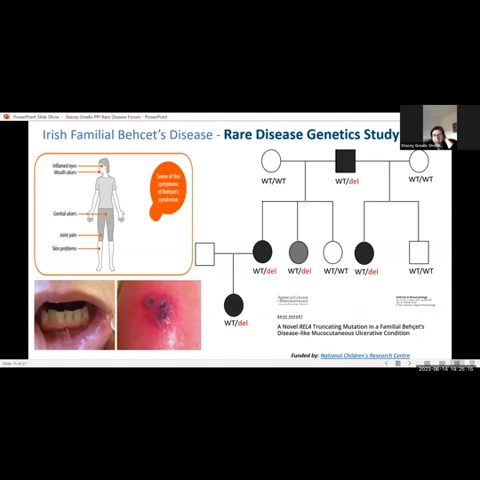 PowerPoint Slide Show - Stacey Grealis PPI Rare Disease Forum - PowerPoint
Irish Familial Behcet's Disease - Rare Disease Genetics Study
Stacey Grealis
Inflamed eyes
Mouth ulcers
Genital ulcers
Joint pain
Skin problems
Some of the
symptoms
of Behçet's
syndrome
WT/WT
WT/del
WT/WT
WT/del
WT/del
WT/WT
WT/del
WT/WT
WT/del
BRIEF REPORT
A Novel RELA Truncating Mutation in a Familial Behçet's
Disease–like Mucocutaneous Ulcerative Condition
Funded by: National Children's Research Centre
Slide 15 of 27
2023-06-14 19:25:15